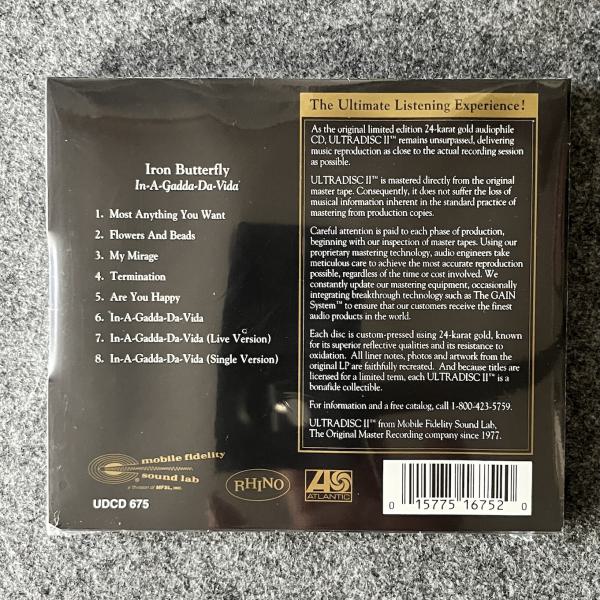 Iron Butterfly
In-A-Gadda-Da-Vida
1. Most Anything You Want
2. Flowers And Beads
3. My Mirage
4. Termination
5. Are You Happy
6. In-A-Gadda-Da-Vida
7. In-A-Gadda-Da-Vida (Live Version)
8. In-A-Gadda-Da-Vida (Single Version)
The Ultimate Listening Experience!
As the original limited edition 24-karat gold audiophile
CD, ULTRADISC II™ remains unsurpassed, delivering
music reproduction as close to the actual recording session
as possible.
ULTRADISC II™ is mastered directly from the original
master tape. Consequently, it does not suffer the loss of
musical information inherent in the standard practice of
mastering from production copies.
Careful attention is paid to each phase of production,
beginning with our inspection of master tapes. Using our
proprietary mastering technology, audio engineers take
meticulous care to achieve the most accurate reproduction
possible, regardless of the time or cost involved. We
constantly update our mastering equipment, occasionally
integrating breakthrough technology such as The GAIN
System™ to ensure that our customers receive the finest
audio products in the world.
Each disc is custom-pressed using 24-karat gold, known
for its superior reflective qualities and its resistance to
oxidation. All liner notes, photos and artwork from the
original LP are faithfully recreated. And because titles are
licensed for a limited term, each ULTRADISC II™ is a
bonafide collectible.
For information and a free catalog, call 1-800-423-5759.
ULTRADISC II™ from Mobile Fidelity Sound Lab,
The Original Master Recording company since 1977.
mobile fidelity
sound lab
a division of MFSL, INC.
UDCD 675
RHINO
ATLANTIC
0 15775 16752 0